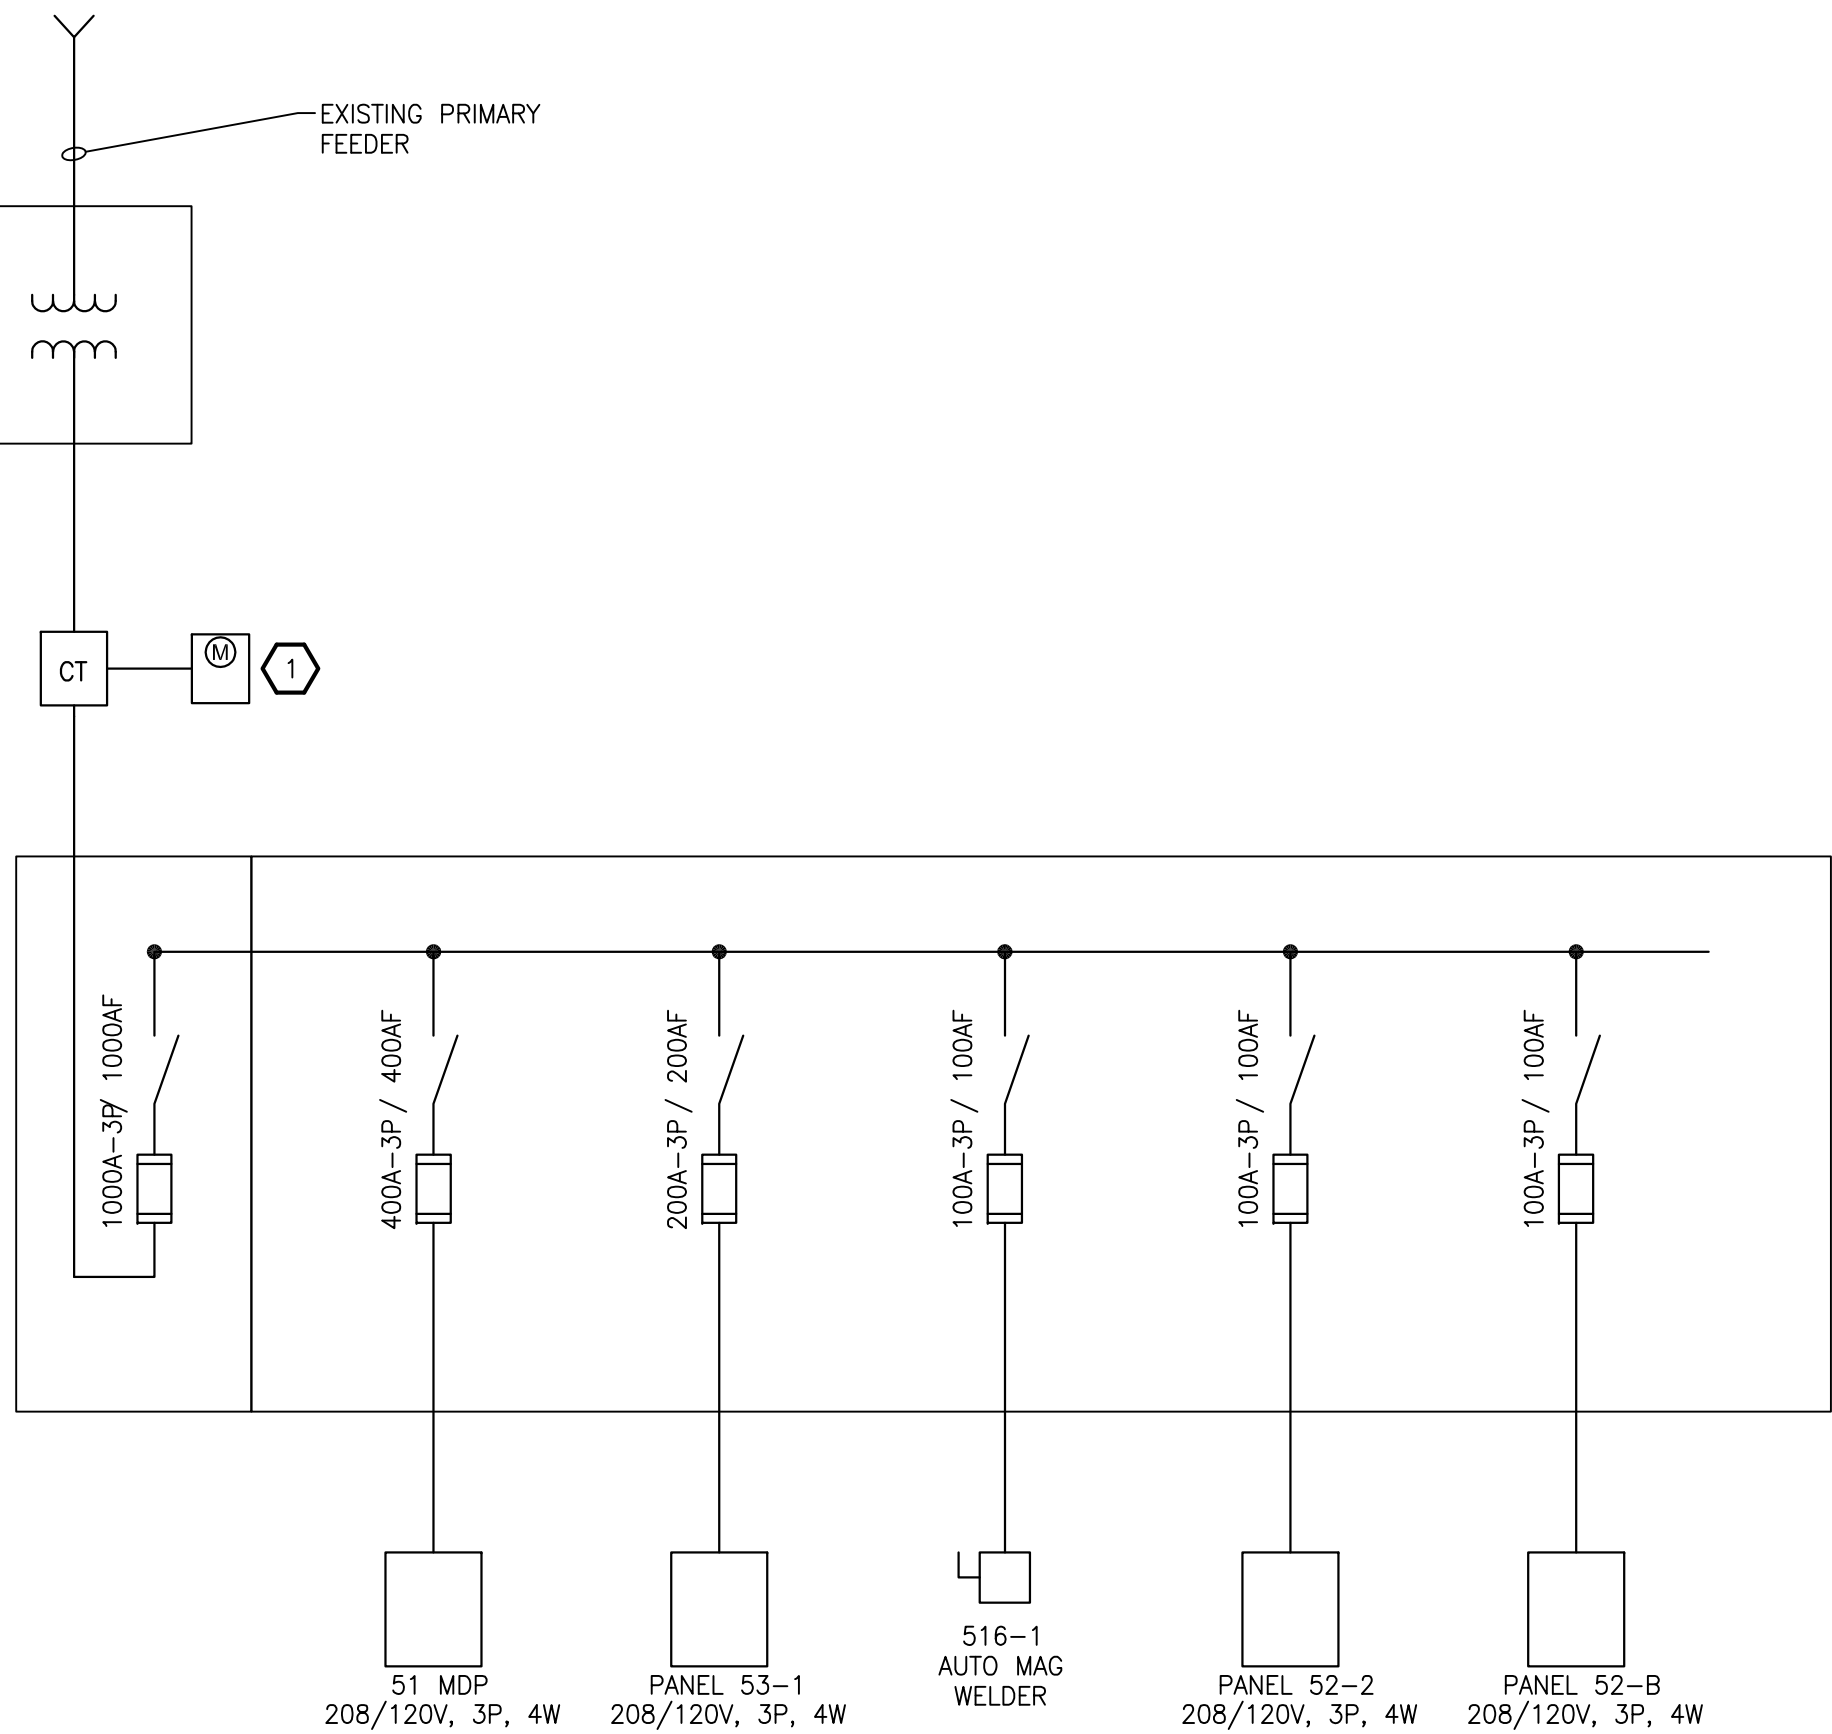 EXISTING PRIMARY
FEEDER
CT
M
1
1000A-3P/ 1000AF
400A-3P / 400AF
200A-3P / 200AF
100A-3P / 100AF
100A-3P / 100AF
100A-3P / 100AF
51 MDP
208/120V, 3P, 4W
PANEL 53-1
208/120V, 3P, 4W
516-1
AUTO MAG
WELDER
PANEL 52-2
208/120V, 3P, 4W
PANEL 52-B
208/120V, 3P, 4W